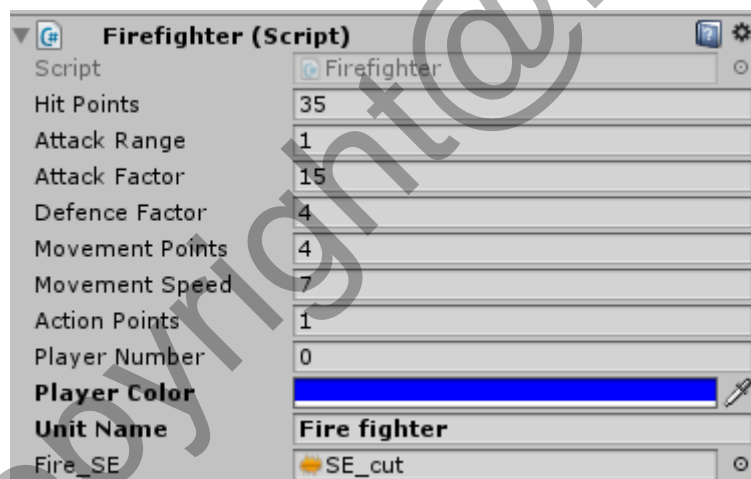 Firefighter (Script)
Script Firefighter
Hit Points 35
Attack Range 1
Attack Factor 15
Defence Factor 4
Movement Points 4
Movement Speed 7
Action Points 1
Player Number 0
Player Color
Unit Name Fire fighter
Fire_SE SE_cut